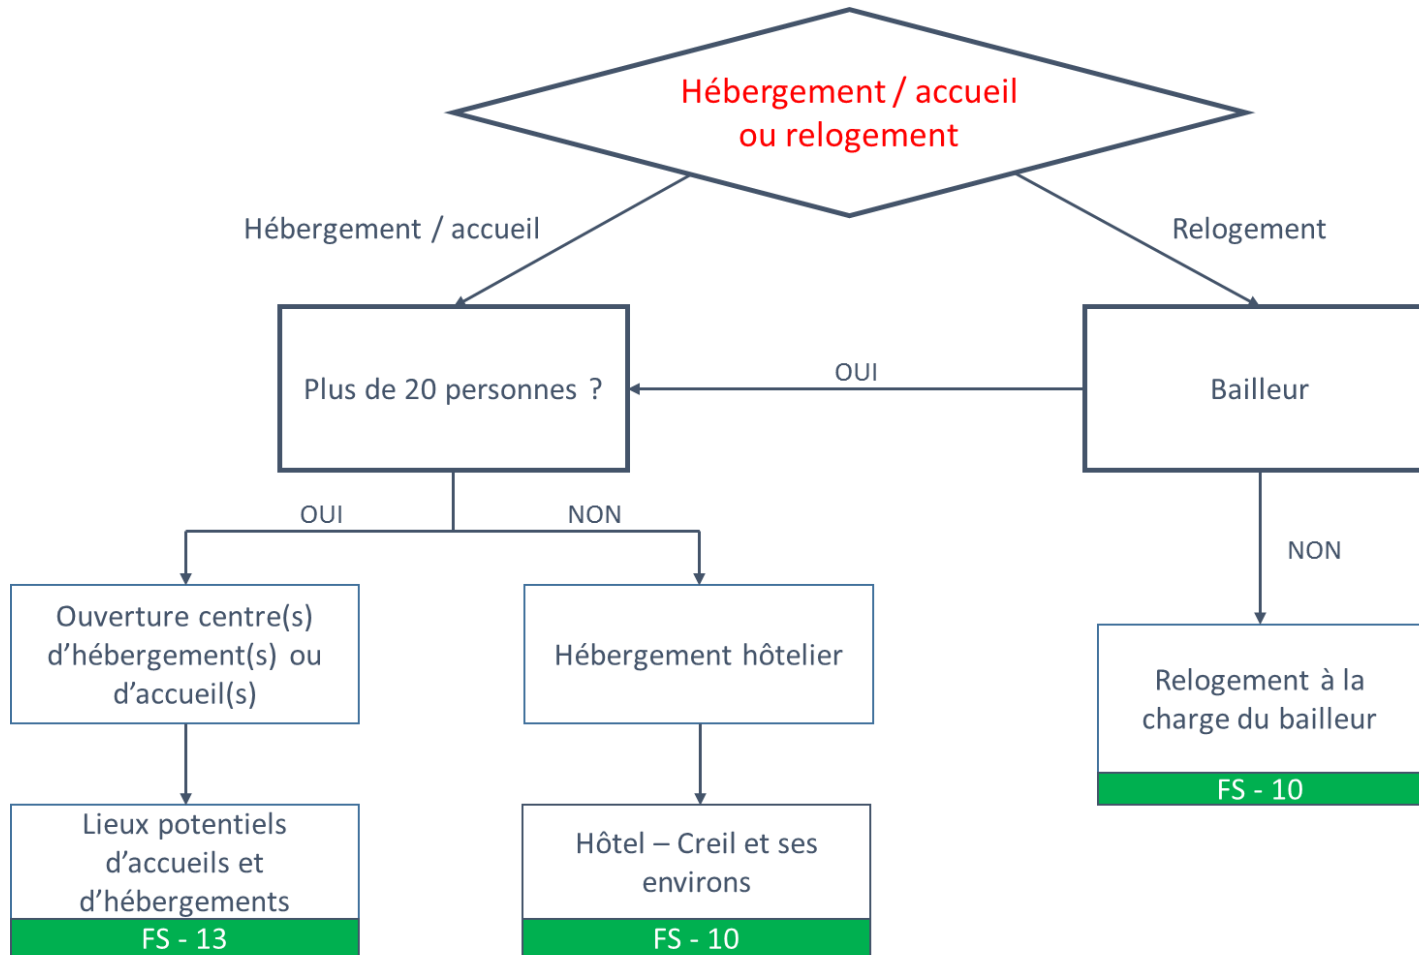 Hébergement / accueil
ou relogement
Hébergement / accueil
Relogement
Plus de 20 personnes ?
OUI
Bailleur
OUI
NON
NON
Ouverture centre(s)
d’hébergement(s) ou
d’accueil(s)
Hébergement hôtelier
Relogement à la
charge du bailleur
FS - 10
Lieux potentiels
d’accueils et
d’hébergements
FS - 13
Hôtel – Creil et ses
environs
FS - 10